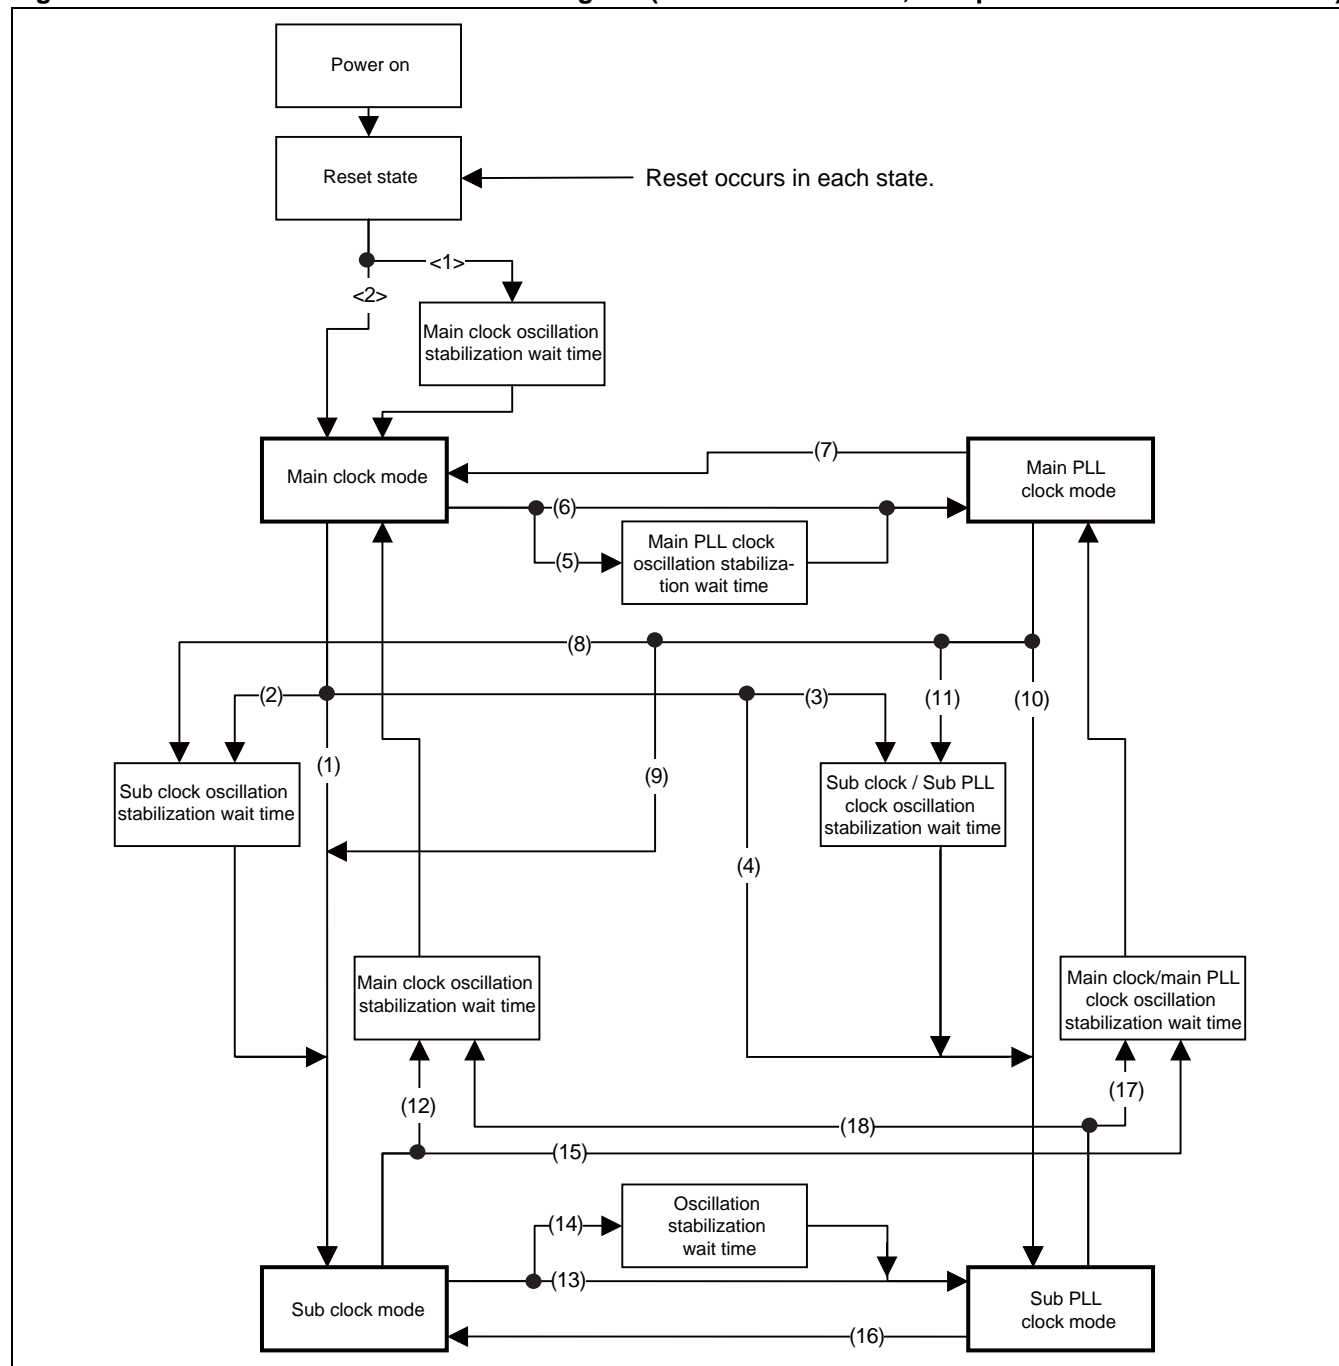 Power on
Reset state
Reset occurs in each state.
<1>
<2>
Main clock oscillation
stabilization wait time
Main clock mode
(7)
Main PLL
clock mode
(6)
(5)
Main PLL clock
oscillation stabiliza-
tion wait time
(8)
(2)
(3)
(11)
(10)
(1)
(9)
Sub clock oscillation
stabilization wait time
Sub clock / Sub PLL
clock oscillation
stabilization wait time
(4)
Main clock oscillation
stabilization wait time
Main clock/main PLL
clock oscillation
stabilization wait time
(12)
(17)
(18)
(15)
(14)
Oscillation
stabilization
wait time
(13)
Sub clock mode
Sub PLL
clock mode
(16)